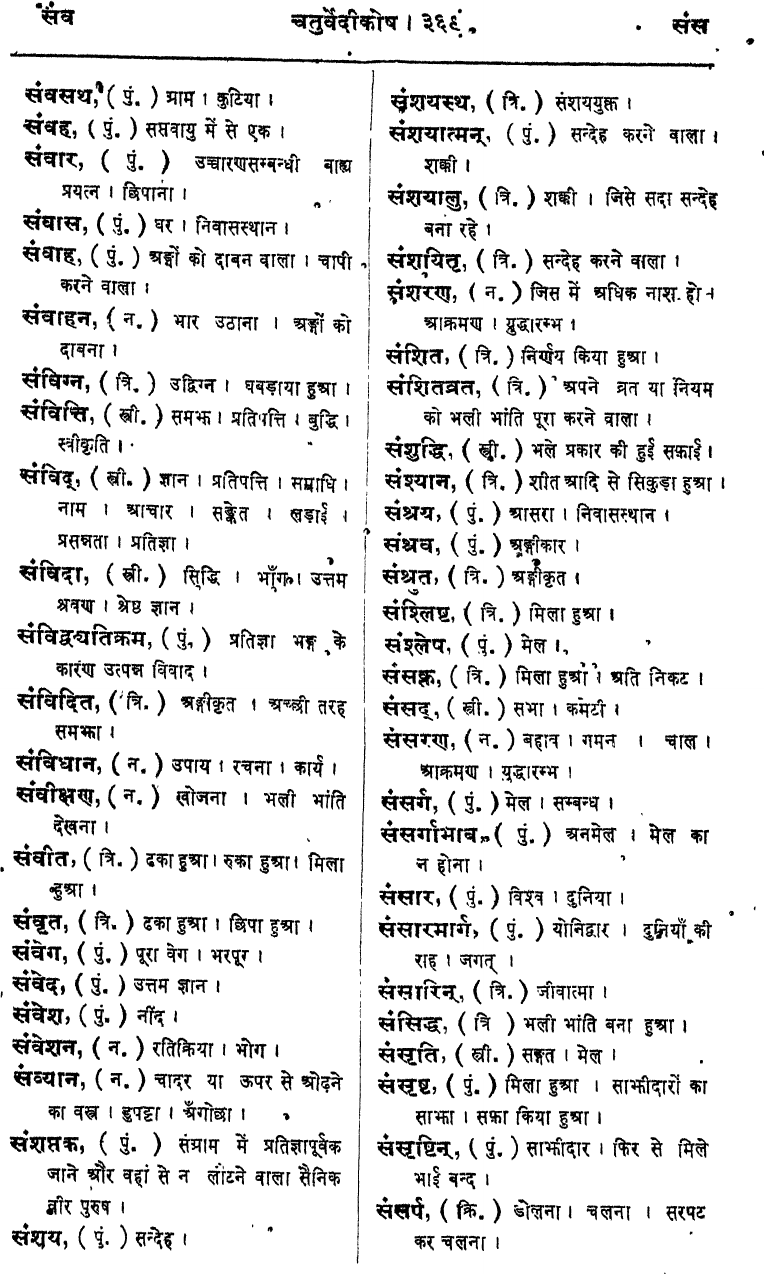 संव चतुर्वेदीकोष । ३६९ संस
संवसथ, ( पुं. ) ग्राम । कुटिया ।
संवह, ( पुं. ) सप्तवायु में से एक ।
संवार, ( पुं. ) उच्चारणसम्बन्धी बाह्य
प्रयत्न । छिपाना ।
संवास, ( पुं. ) घर । निवासस्थान ।
संवाह, ( पुं. ) अङ्गों को दाबन वाला । चापी
करने वाला ।
संवाहन, ( न. ) भार उठाना । अङ्गों को
दाबना ।
संविग्न, ( त्रि. ) उद्विग्न । घबड़ाया हुआ ।
संवित्ति, ( स्त्री. ) समझ । प्रतिपत्ति । बुद्धि ।
स्वीकृति ।
संविद्, ( स्त्री. ) ज्ञान । प्रतिपत्ति । समाधि ।
नाम । आचार । सङ्केत । लड़ाई ।
प्रसन्नता । प्रतिज्ञा ।
संविदा, ( स्त्री. ) सिद्धि । भाँग । उत्तम
श्रवण । श्रेष्ठ ज्ञान ।
संविद्व्यतिक्रम, ( पुं. ) प्रतिज्ञा भङ्ग के
कारंण उत्पन्न विवाद ।
संविदित, ( त्रि. ) अङ्गीकृत । अच्छी तरह
समझा ।
संविधान, ( न. ) उपाय । रचना । कार्य ।
संवीक्षण, ( न. ) खोजना । भली भांति
देखना ।
संवीत, ( त्रि. ) ढका हुआ । रुका हुआ । मिला
हुआ ।
संवृत, ( त्रि. ) ढका हुआ । छिपा हुआ ।
संवेग, ( पुं. ) पूरा वेग । भरपूर ।
संवेद, ( पुं. ) उत्तम ज्ञान ।
संवेश, ( पुं. ) नींद ।
संवेशन, ( न. ) रतिक्रिया । भोग ।
संव्यान, ( न. ) चादर या ऊपर से ओढ़ने
का वस्त्र । डुपट्टा । अँगोछा ।
संशप्तक, ( पुं. ) संग्राम में प्रतिज्ञापूर्वक
जाने और वहां से न लौटने वाला सैनिक
वीर पुरुष ।
संशय, ( पुं. ) सन्देह ।
संशयस्थ, ( त्रि. ) संशययुक्त ।
संशयात्मन्, ( पुं. ) सन्देह करने वाला ।
शक्की ।
संशयालु, ( त्रि. ) शक्की । जिसे सदा सन्देह
बना रहे ।
संशयितृ, ( त्रि. ) सन्देह करने वाला ।
संशरण, ( न. ) जिस में अधिक नाश हो ।
आक्रमण । युद्धारम्भ ।
संशित, ( त्रि. ) निर्णय किया हुआ ।
संशितव्रत, ( त्रि. ) अपने व्रत या नियम
को भली भांति पूरा करने वाला ।
संशुद्धि, ( स्त्री. ) भले प्रकार की हुई सफ़ाई ।
संश्यान, ( त्रि. ) शीत आदि से सिकुड़ा हुआ ।
संश्रय, ( पुं. ) आसरा । निवासस्थान ।
संश्रव, ( पुं. ) अङ्गीकार ।
संश्रुत, ( त्रि. ) अङ्गीकृत ।
संश्लिष्ट, ( त्रि. ) मिला हुआ ।
संश्लेष, ( पुं. ) मेल ।
संसक्त, ( त्रि. ) मिला हुआ । अति निकट ।
संसद्, ( स्त्री. ) सभा । कमेटी ।
संसरण, ( न. ) बहाव । गमन । चाल ।
आक्रमण । युद्धारम्भ ।
संसर्ग, ( पुं. ) मेल । सम्बन्ध ।
संसर्गाभाव, ( पुं. ) अनमेल । मेल का
न होना ।
संसार, ( पुं. ) विश्व । दुनिया ।
संसारमार्ग, ( पुं. ) योनिद्वार । दुनियाँ की
राह । जगत् ।
संसारिन्, ( त्रि. ) जीवात्मा ।
संसिद्ध, ( त्रि ) भली भांति बना हुआ ।
संसृति, ( स्त्री. ) सङ्गत । मेल ।
संसृष्ट, ( पुं. ) मिला हुआ । साझीदारों का
साझा । सफ़ा किया हुआ ।
संसृष्टिन्, ( पुं. ) साझीदार । फिर से मिले
भाई बन्द ।
संसर्प, ( क्रि. ) डोलना । चलना । सरपट
कर चलना ।